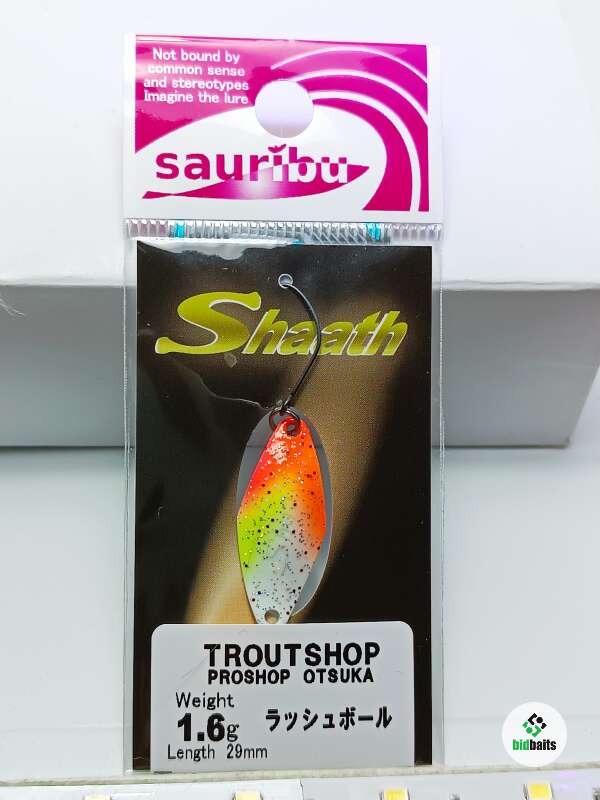 Not bound by
common sense
and stereotypes
Imagine the lure
sauribu
Shaath
TROUTSHOP
PROSHOP OTSUKA
Weight
1.6g ラッシュボール
Length 29mm
bidbaits